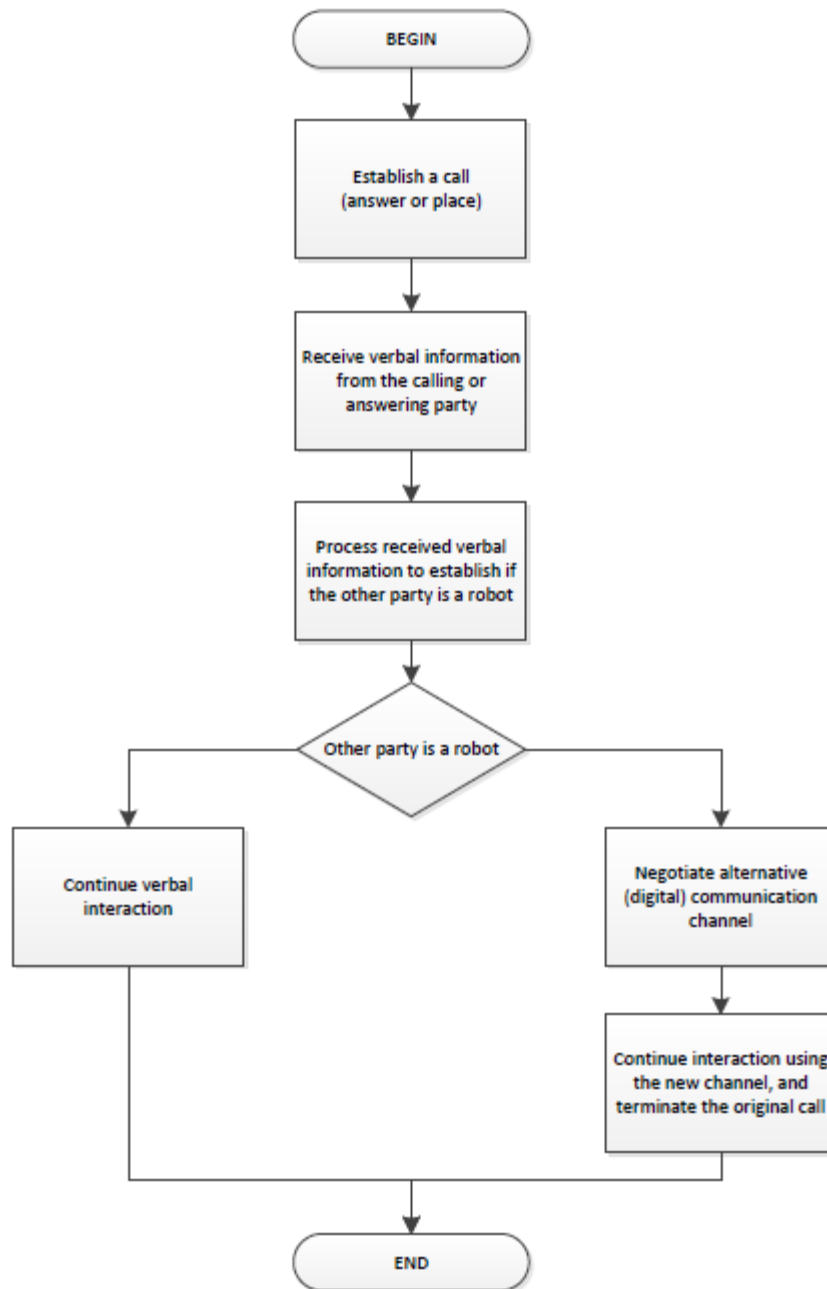 BEGIN
Establish a call
(answer or place)
Receive verbal information
from the calling or
answering party
Process received verbal
information to establish if
the other party is a robot
Other party is a robot
Continue verbal
interaction
Negotiate alternative
(digital) communication
channel
Continue interaction using
the new channel, and
terminate the original call
END